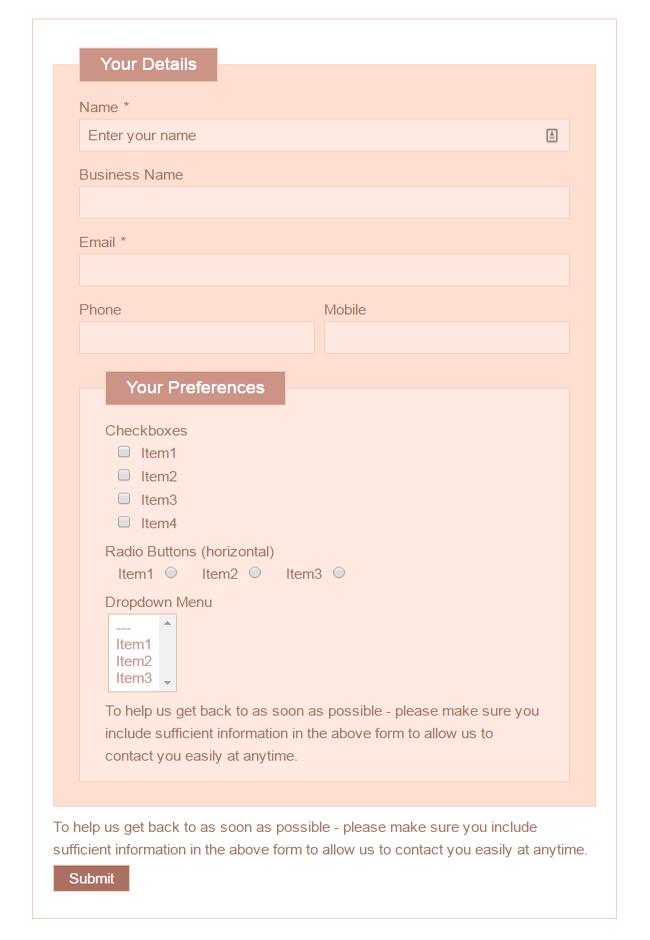 Your Details
Name *
Enter your name
Business Name
Email *
Phone Mobile
Your Preferences
Checkboxes
Item1
Item2
Item3
Item4
Radio Buttons (horizontal)
Item1 Item2 Item3
Dropdown Menu
---
Item1
Item2
Item3
To help us get back to as soon as possible - please make sure you
include sufficient information in the above form to allow us to
contact you easily at anytime.
To help us get back to as soon as possible - please make sure you include
sufficient information in the above form to allow us to contact you easily at anytime.
Submit